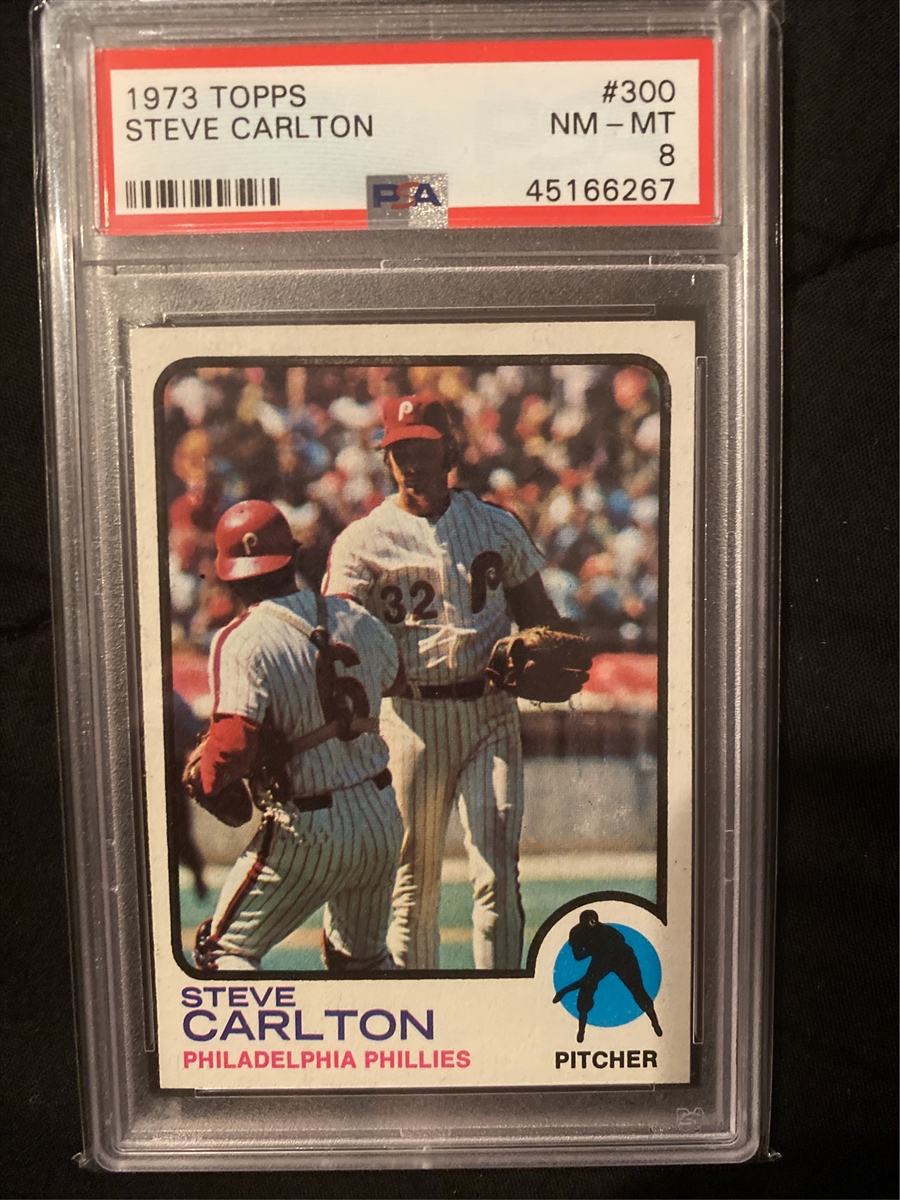 1973 TOPPS #300
STEVE CARLTON NM - MT
8
PSA 45166267
P
P
32 P
6
STEVE
CARLTON
PHILADELPHIA PHILLIES PITCHER